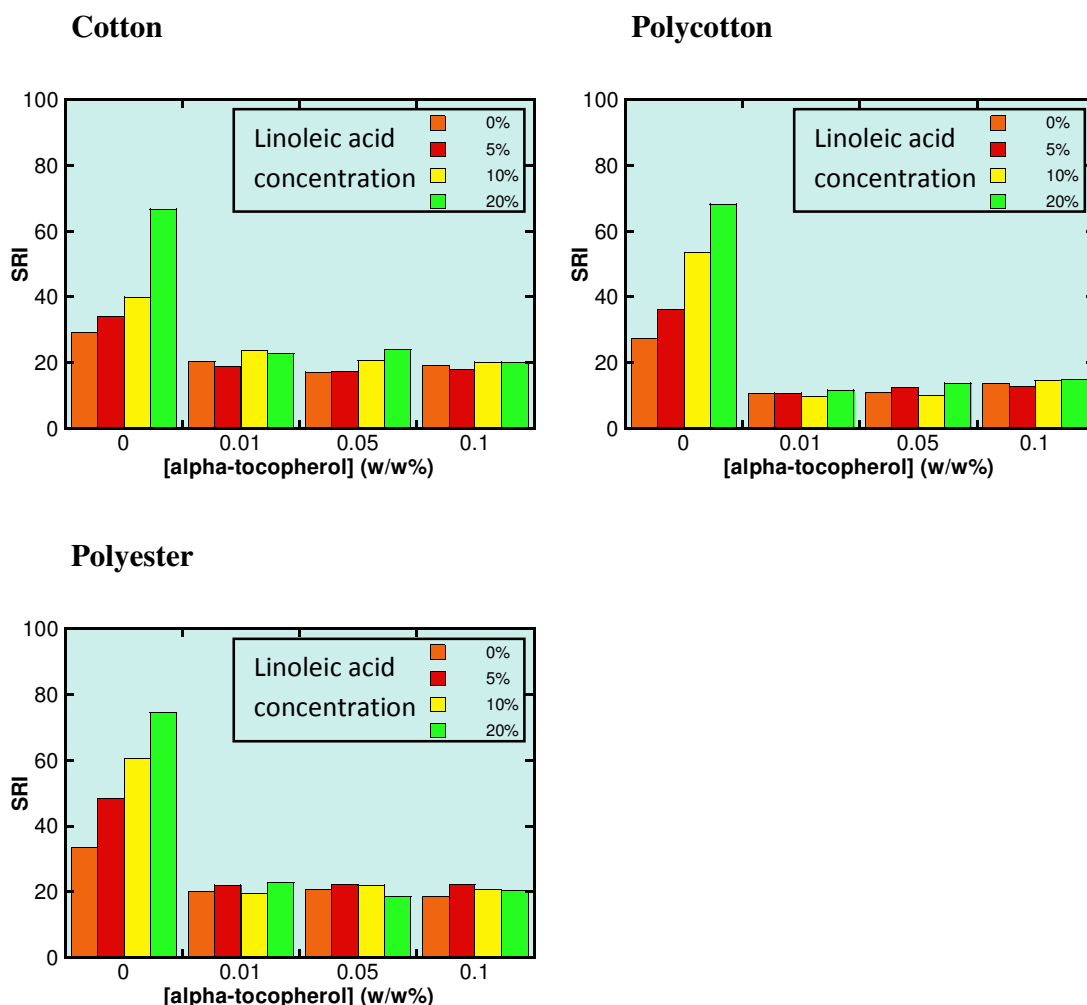 Cotton
100
80
60
40
20
0
SRI
Linoleic acid
concentration
0%
5%
10%
20%
0 0.01 0.05 0.1
[alpha-tocopherol] (w/w%)
Polycotton
100
80
60
40
20
0
SRI
Linoleic acid
concentration
0%
5%
10%
20%
0 0.01 0.05 0.1
[alpha-tocopherol] (w/w%)
Polyester
100
80
60
40
20
0
SRI
Linoleic acid
concentration
0%
5%
10%
20%
0 0.01 0.05 0.1
[alpha-tocopherol] (w/w%)